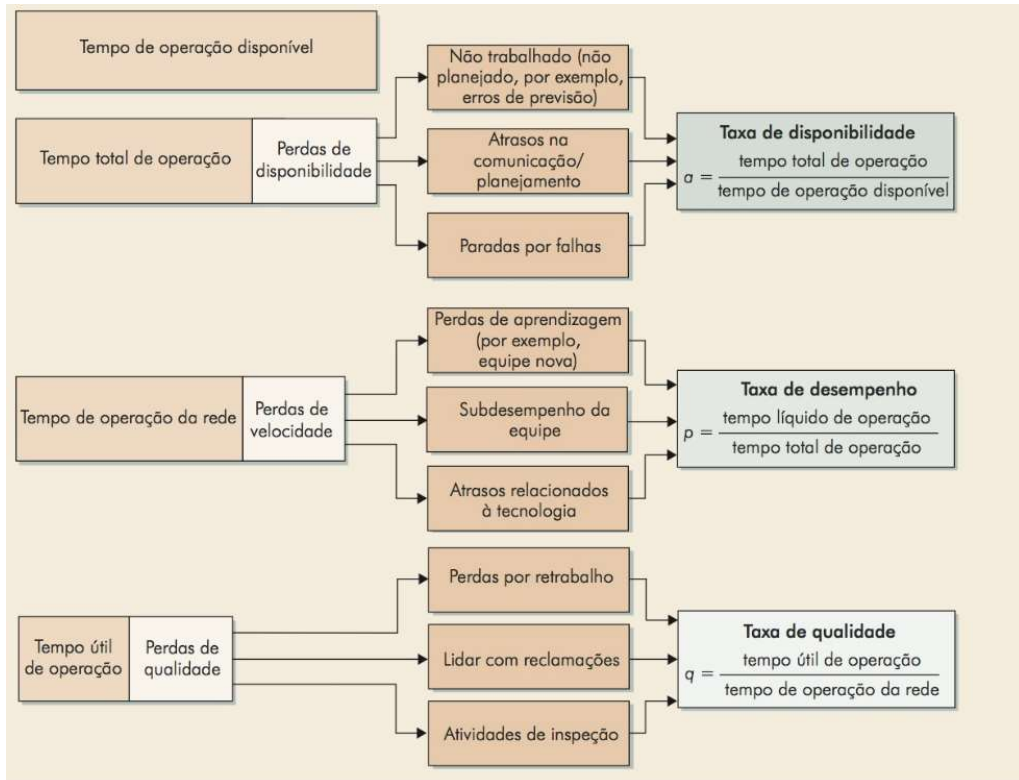 Tempo de operação disponível
Tempo total de operação
Perdas de
disponibilidade
Não trabalhado (não
planejado, por exemplo,
erros de previsão)
Atrasos na
comunicação/
planejamento
Paradas por falhas
Taxa de disponibilidade
a = tempo total de operação
tempo de operação disponível
Tempo de operação da rede
Perdas de
velocidade
Perdas de aprendizagem
(por exemplo,
equipe nova)
Subdesempenho da
equipe
Atrasos relacionados
à tecnologia
Taxa de desempenho
p = tempo líquido de operação
tempo total de operação
Tempo útil
de operação
Perdas de
qualidade
Perdas por retrabalho
Lidar com reclamações
Atividades de inspeção
Taxa de qualidade
q = tempo útil de operação
tempo de operação da rede